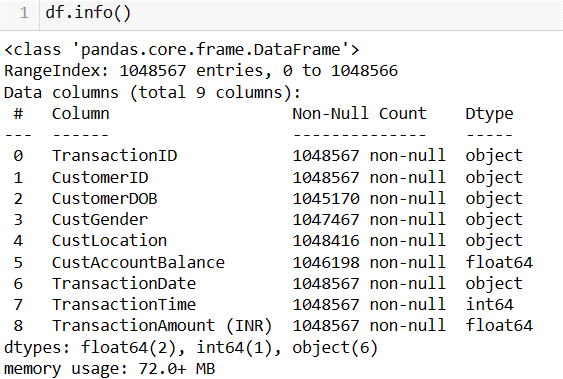 1 df.info()
<class 'pandas.core.frame.DataFrame'>
RangeIndex: 1048567 entries, 0 to 1048566
Data columns (total 9 columns):
 #   Column                   Non-Null Count    Dtype
---  ------                   --------------    -----
 0   TransactionID            1048567 non-null  object
 1   CustomerID               1048567 non-null  object
 2   CustomerDOB              1045170 non-null  object
 3   CustGender               1047467 non-null  object
 4   CustLocation             1048416 non-null  object
 5   CustAccountBalance       1046198 non-null  float64
 6   TransactionDate          1048567 non-null  object
 7   TransactionTime          1048567 non-null  int64
 8   TransactionAmount (INR)  1048567 non-null  float64
dtypes: float64(2), int64(1), object(6)
memory usage: 72.0+ MB